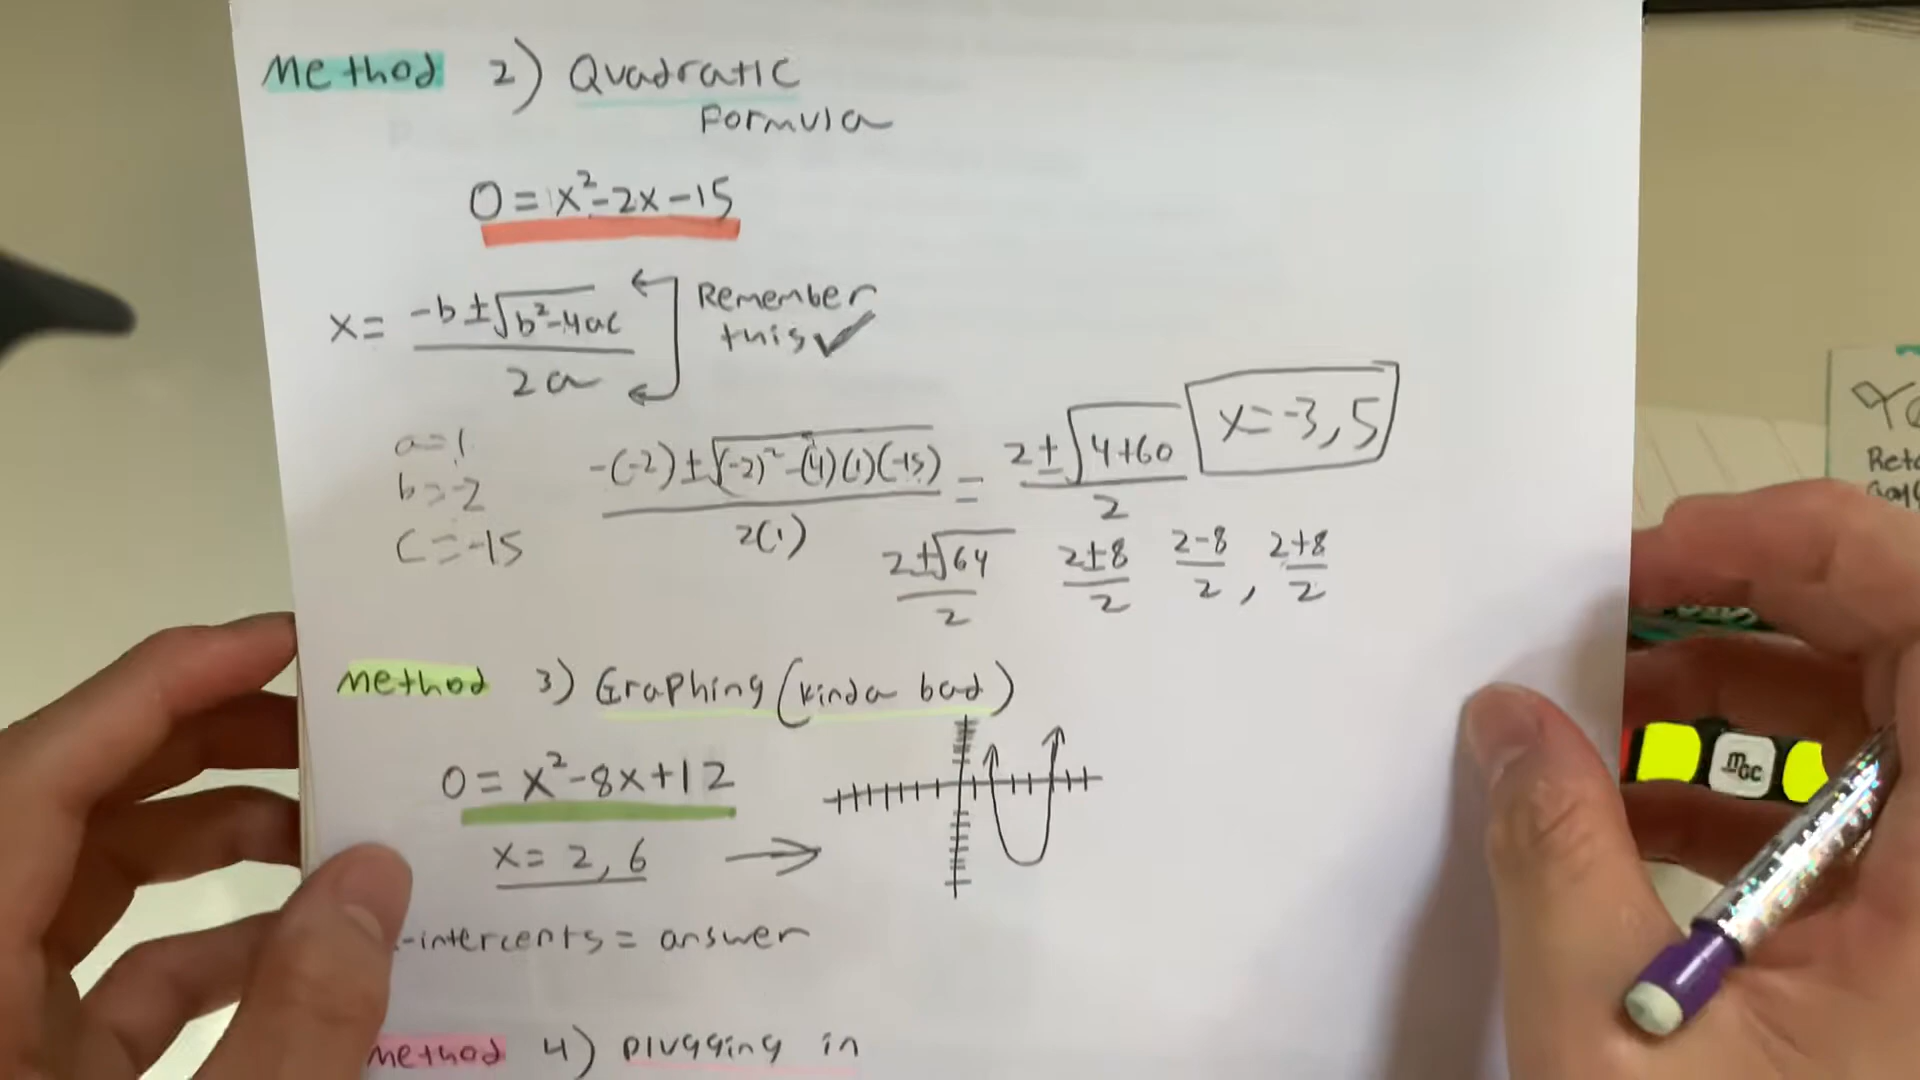 Method 2) Quadratic
Formula
0 = 1x²-2x-15
x = (-b ± √(b²-4ac)) / 2a
Remember
this ✓
a=1
b=-2
c=-15
(-(-2) ± √((-2)² -(4)(1)(-15))) / 2(1) = (2 ± √(4+60)) / 2
x=-3, 5
(2 ± √64) / 2 (2±8) / 2 (2-8) / 2 , (2+8) / 2
Method 3) Graphing (kinda bad)
0 = x²-8x+12
x = 2, 6 →
-intercepts = answer
method 4) plugging in
MGC